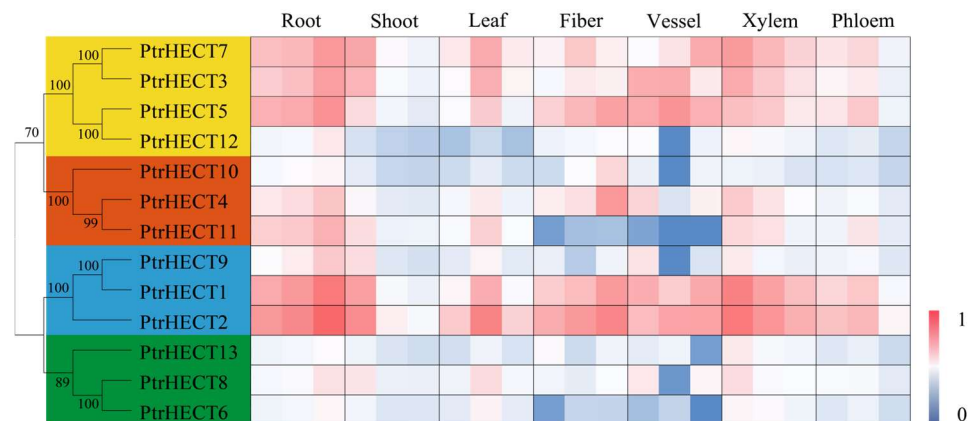 Root Shoot Leaf Fiber Vessel Xylem Phloem
100 PtrHECT7
100 PtrHECT3
PtrHECT5
70 100 PtrHECT12
PtrHECT10
100 PtrHECT4
99 PtrHECT11
100 PtrHECT9
100 PtrHECT1
PtrHECT2
1
PtrHECT13
89 PtrHECT8
100 PtrHECT6
0